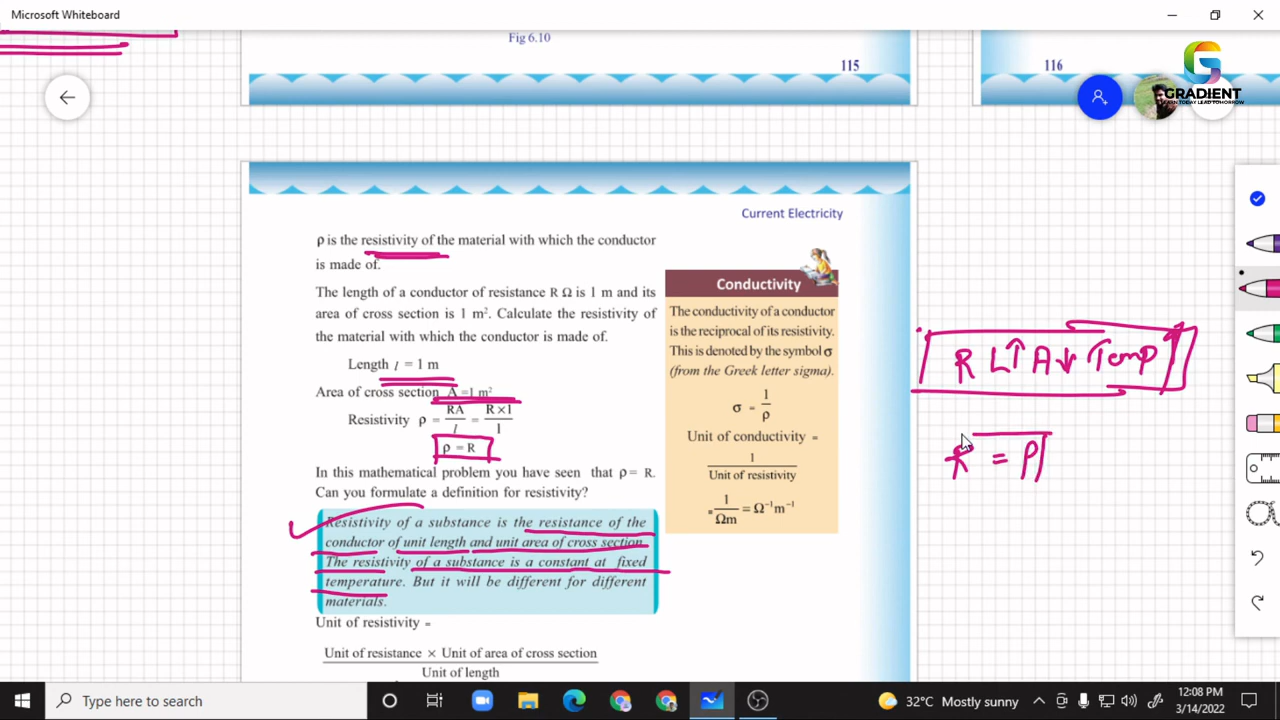 Microsoft Whiteboard
Fig 6.10
115
116
GRADIENT
LEARN TODAY LEAD TOMORROW
Current Electricity
ρ is the resistivity of the material with which the conductor
is made of.
The length of a conductor of resistance R Ω is 1 m and its
area of cross section is 1 m². Calculate the resistivity of
the material with which the conductor is made of.
Length l = 1 m
Area of cross section A =1 m²
Resistivity ρ = RA/l = R×1/1
ρ = R
In this mathematical problem you have seen that ρ = R.
Can you formulate a definition for resistivity?
Resistivity of a substance is the resistance of the
conductor of unit length and unit area of cross section.
The resistivity of a substance is a constant at fixed
temperature. But it will be different for different
materials.
Unit of resistivity =
Unit of resistance × Unit of area of cross section
Unit of length
Conductivity
The conductivity of a conductor
is the reciprocal of its resistivity.
This is denoted by the symbol σ
(from the Greek letter sigma).
σ = 1/ρ
Unit of conductivity =
1
Unit of resistivity
= 1/Ωm = Ω⁻¹m⁻¹
R L↑ A↓ Temp↑
R = ρ
Type here to search
32°C Mostly sunny
12:08 PM
3/14/2022